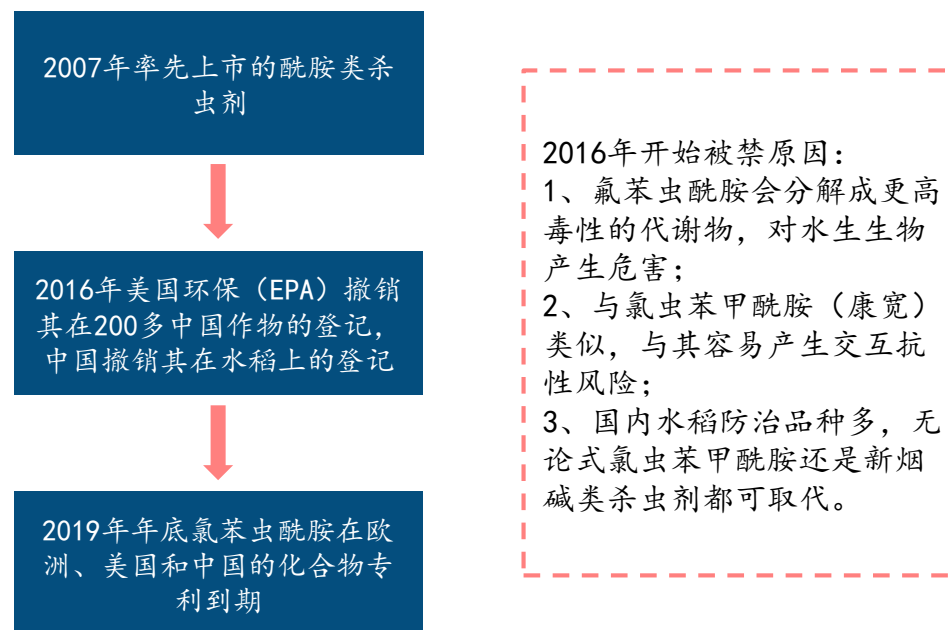 2007年率先上市的酰胺类杀
虫剂
2016年美国环保（EPA）撤销
其在200多中国作物的登记，
中国撤销其在水稻上的登记
2019年年底氯苯虫酰胺在欧
洲、美国和中国的化合物专
利到期
2016年开始被禁原因：
1、氟苯虫酰胺会分解成更高
毒性的代谢物，对水生生物
产生危害；
2、与氯虫苯甲酰胺（康宽）
类似，与其容易产生交互抗
性风险；
3、国内水稻防治品种多，无
论式氯虫苯甲酰胺还是新烟
碱类杀虫剂都可取代。